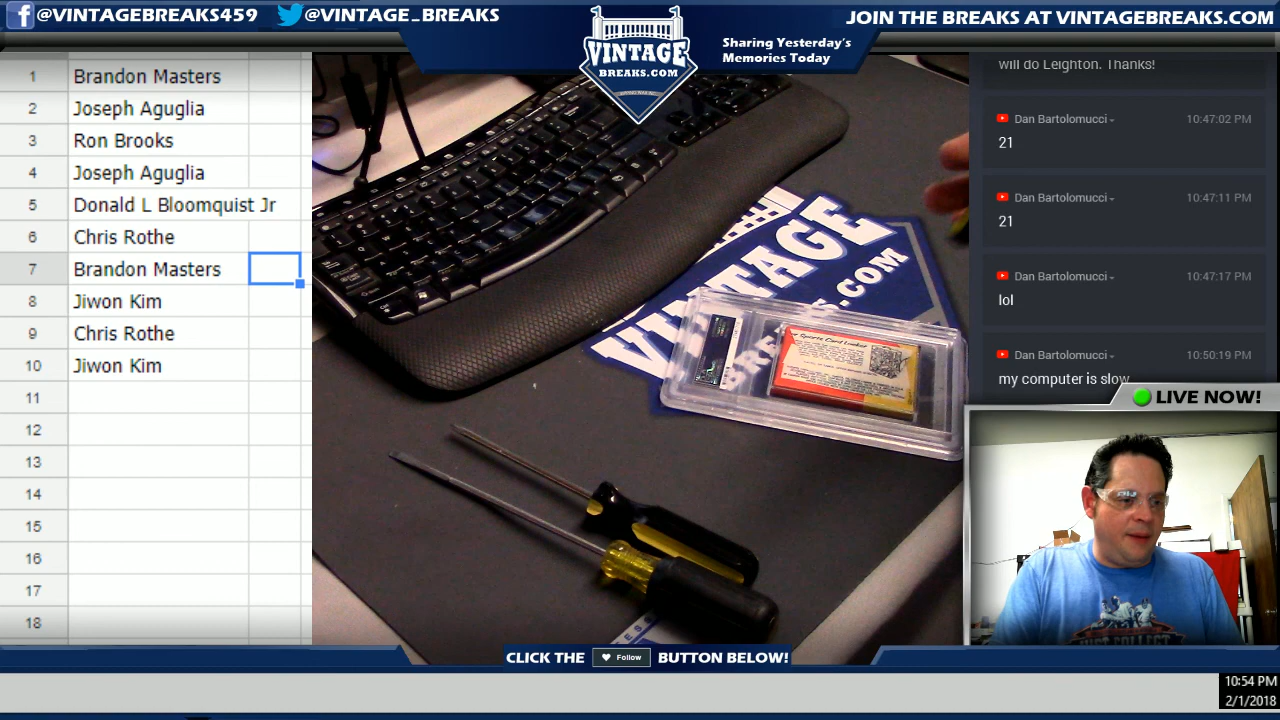 @VINTAGEBREAKS459 @VINTAGE_BREAKS
VINTAGE
BREAKS.COM
Sharing Yesterday's
Memories Today
JOIN THE BREAKS AT VINTAGEBREAKS.COM
1 Brandon Masters
2 Joseph Aguglia
3 Ron Brooks
4 Joseph Aguglia
5 Donald L Bloomquist Jr
6 Chris Rothe
7 Brandon Masters
8 Jiwon Kim
9 Chris Rothe
10 Jiwon Kim
11
12
13
14
15
16
17
18
VINTAGE
S.COM
Sports Card Locker
will do Leighton. Thanks!
Dan Bartolomucci 10:47:02 PM
21
Dan Bartolomucci 10:47:11 PM
21
Dan Bartolomucci 10:47:17 PM
lol
Dan Bartolomucci 10:50:19 PM
my computer is slow
LIVE NOW!
CLICK THE Follow BUTTON BELOW!
10:54 PM
2/1/2018